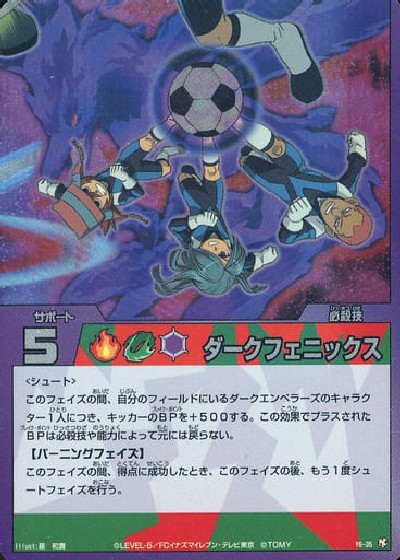 サポート
必殺技
ひっさつわざ
5
ダークフェニックス
<シュート>
このフェイズの間、自分のフィールドにいるダークエンペラーズのキャラク
ター1人につき、キッカーのBPを+500する。この効果でプラスされた
BPは必殺技や能力によって元には戻らない。
【バーニングフェイズ】
このフェイズの間、得点に成功したとき、このフェイズの後、もう1度シュ
ートフェイズを行う。
©LEVEL-5/FCイナズマイレブン・テレビ東京 ©TOMY